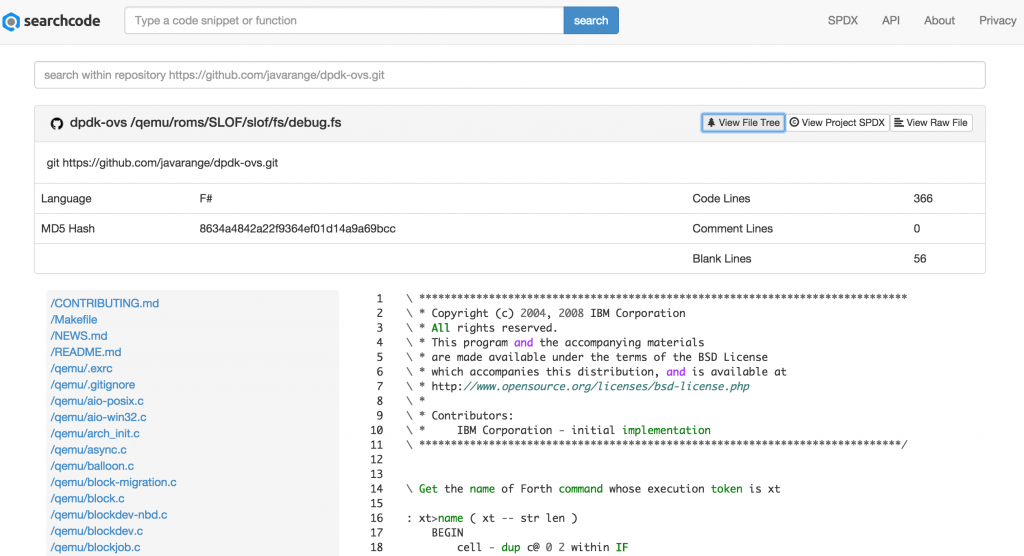 searchcode
Type a code snippet or function
search
SPDX API About Privacy
search within repository https://github.com/javarange/dpdk-ovs.git
dpdk-ovs /qemu/roms/SLOF/slof/fs/debug.fs
View File Tree View Project SPDX View Raw File
git https://github.com/javarange/dpdk-ovs.git
Language F# Code Lines 366
MD5 Hash 8634a4842a22f9364ef01d14a9a69bcc Comment Lines 0
Blank Lines 56
/CONTRIBUTING.md
/Makefile
/NEWS.md
/README.md
/qemu/.exrc
/qemu/.gitignore
/qemu/aio-posix.c
/qemu/aio-win32.c
/qemu/arch_init.c
/qemu/async.c
/qemu/balloon.c
/qemu/block-migration.c
/qemu/block.c
/qemu/blockdev-nbd.c
/qemu/blockdev.c
/qemu/blockjob.c
1 \ *****************************************************************************
2 \ * Copyright (c) 2004, 2008 IBM Corporation
3 \ * All rights reserved.
4 \ * This program and the accompanying materials
5 \ * are made available under the terms of the BSD License
6 \ * which accompanies this distribution, and is available at
7 \ * http://www.opensource.org/licenses/bsd-license.php
8 \ *
9 \ * Contributors:
10 \ *     IBM Corporation - initial implementation
11 \ ****************************************************************************/
12
13
14 \ Get the name of Forth command whose execution token is xt
15
16 : xt>name ( xt -- str len )
17     BEGIN
18         cell - dup c@ 0 2 within IF